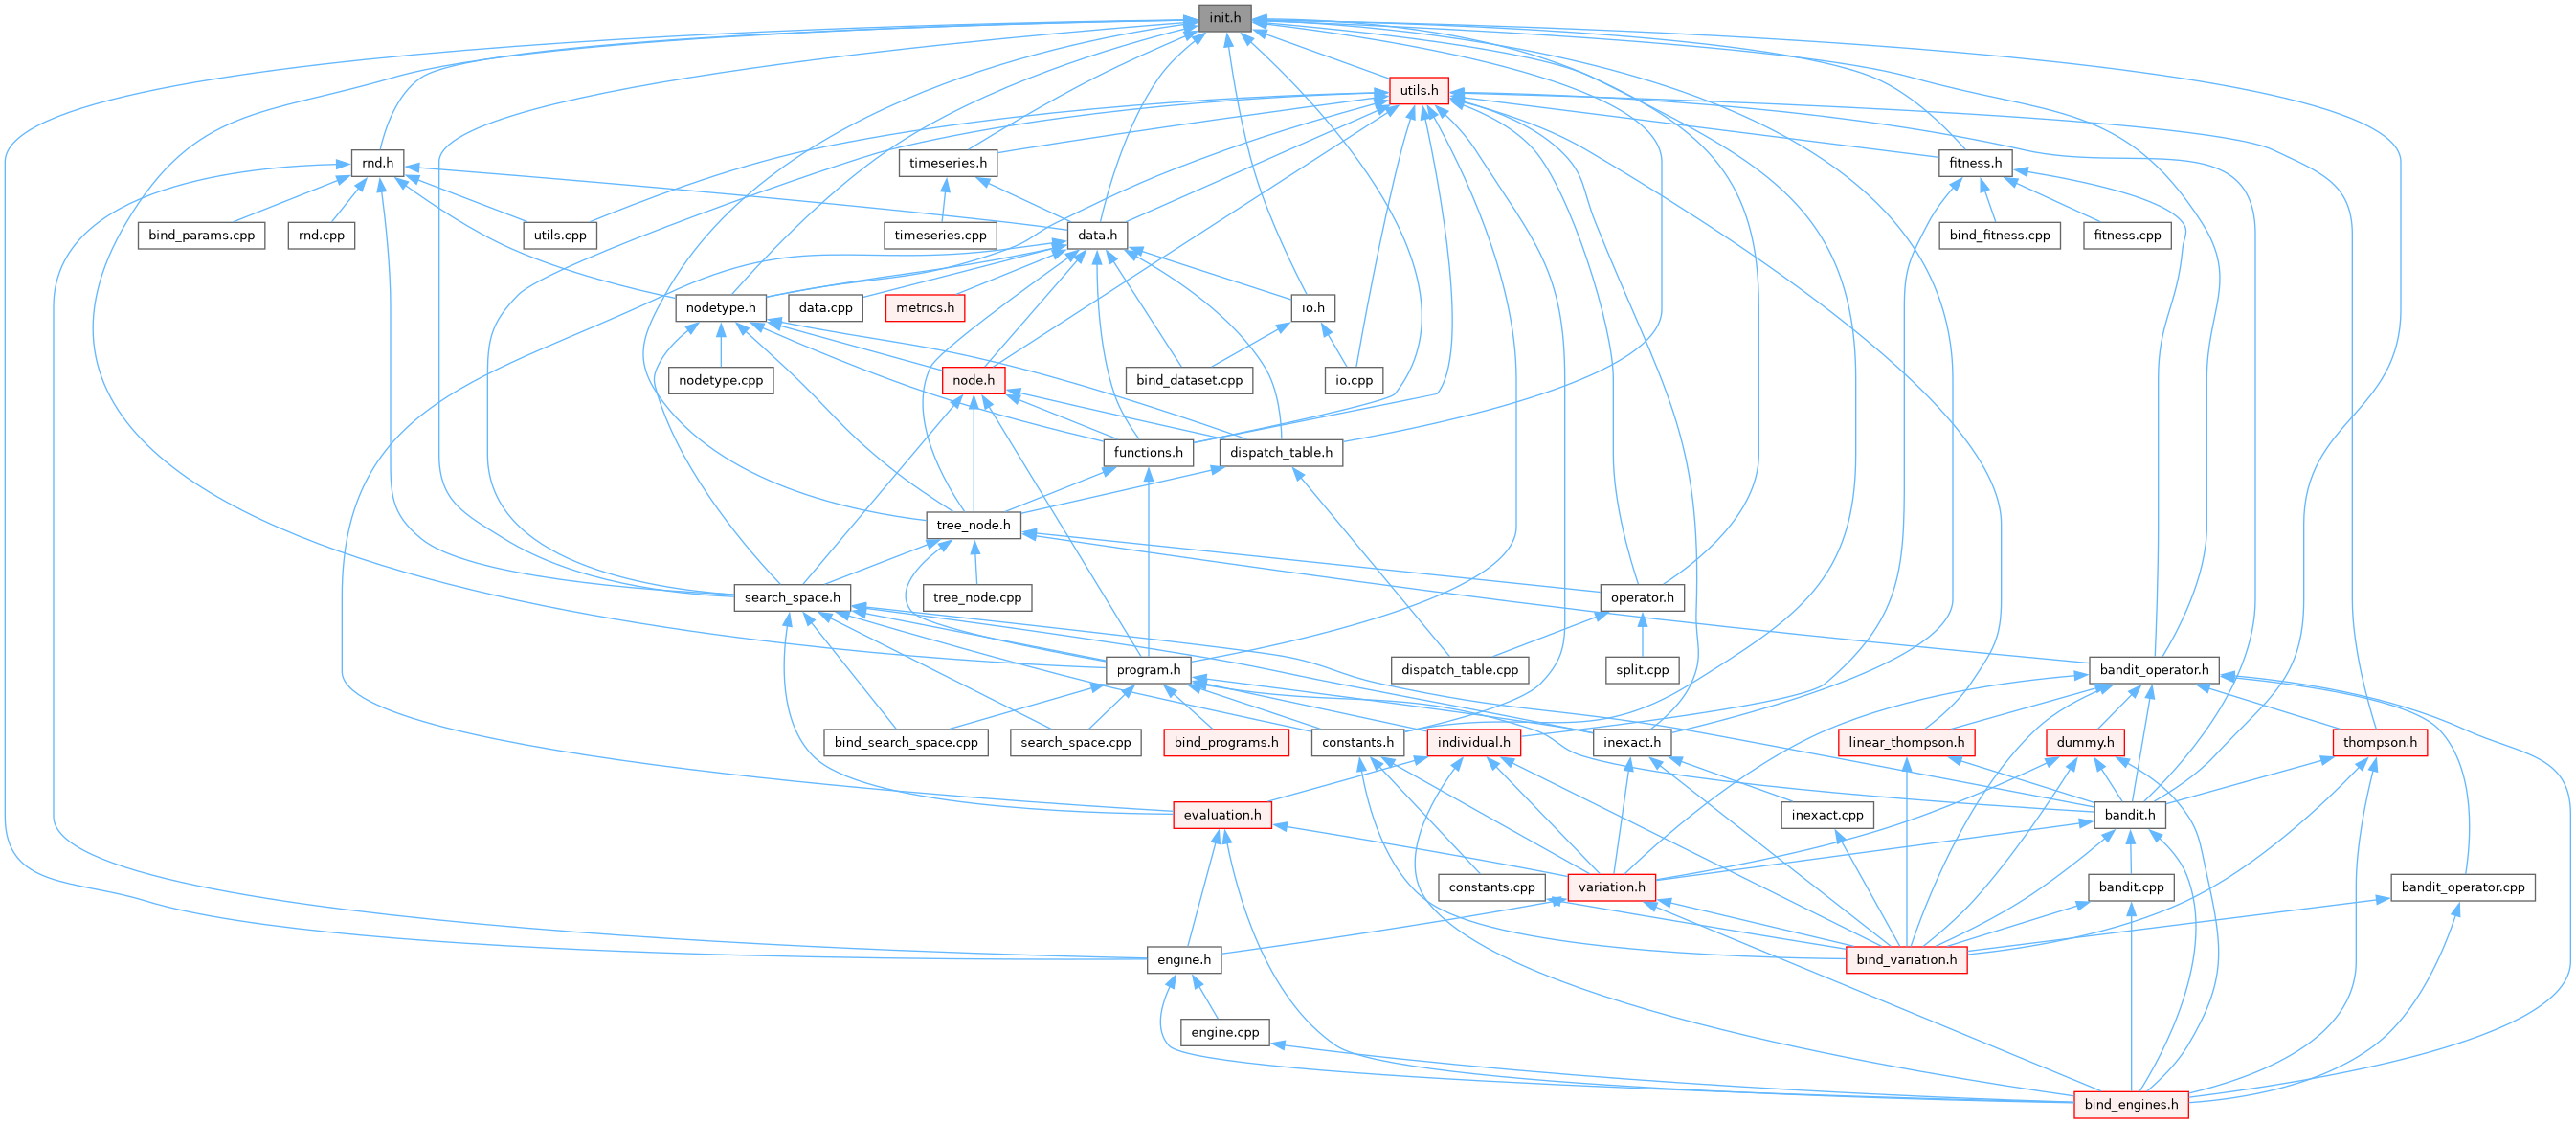 init.h
utils.h
rnd.h
timeseries.h
fitness.h
bind_params.cpp
rnd.cpp
utils.cpp
timeseries.cpp
data.h
bind_fitness.cpp
fitness.cpp
nodetype.h
data.cpp
metrics.h
io.h
nodetype.cpp
node.h
bind_dataset.cpp
io.cpp
functions.h
dispatch_table.h
tree_node.h
search_space.h
tree_node.cpp
operator.h
program.h
dispatch_table.cpp
split.cpp
bandit_operator.h
bind_search_space.cpp
search_space.cpp
bind_programs.h
constants.h
individual.h
inexact.h
linear_thompson.h
dummy.h
thompson.h
evaluation.h
inexact.cpp
bandit.h
constants.cpp
variation.h
bandit.cpp
bandit_operator.cpp
engine.h
bind_variation.h
engine.cpp
bind_engines.h